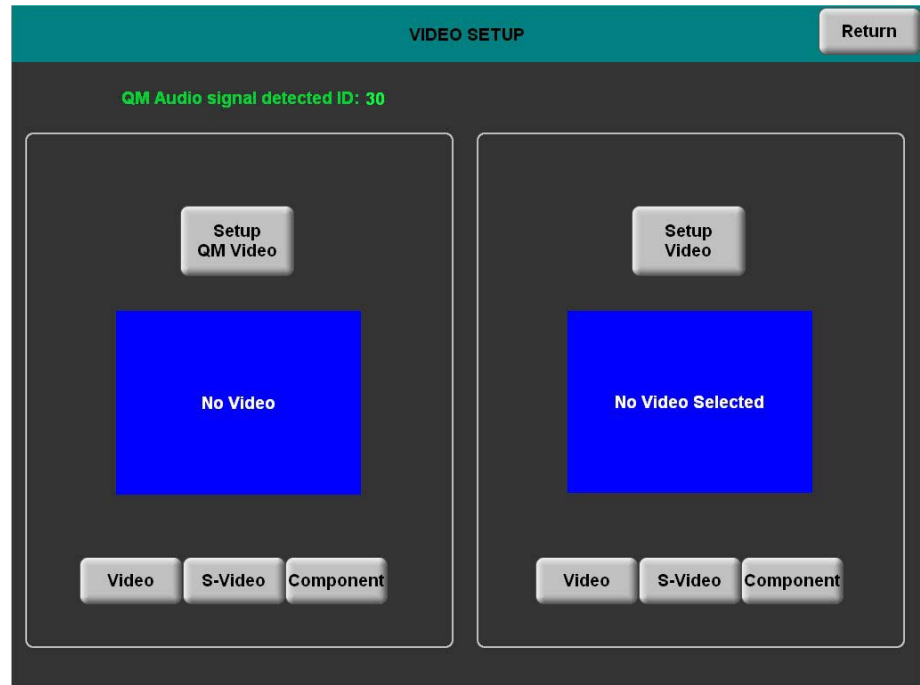 VIDEO SETUP
Return
QM Audio signal detected ID: 30
Setup
QM Video
No Video
Video
S-Video
Component
Setup
Video
No Video Selected
Video
S-Video
Component